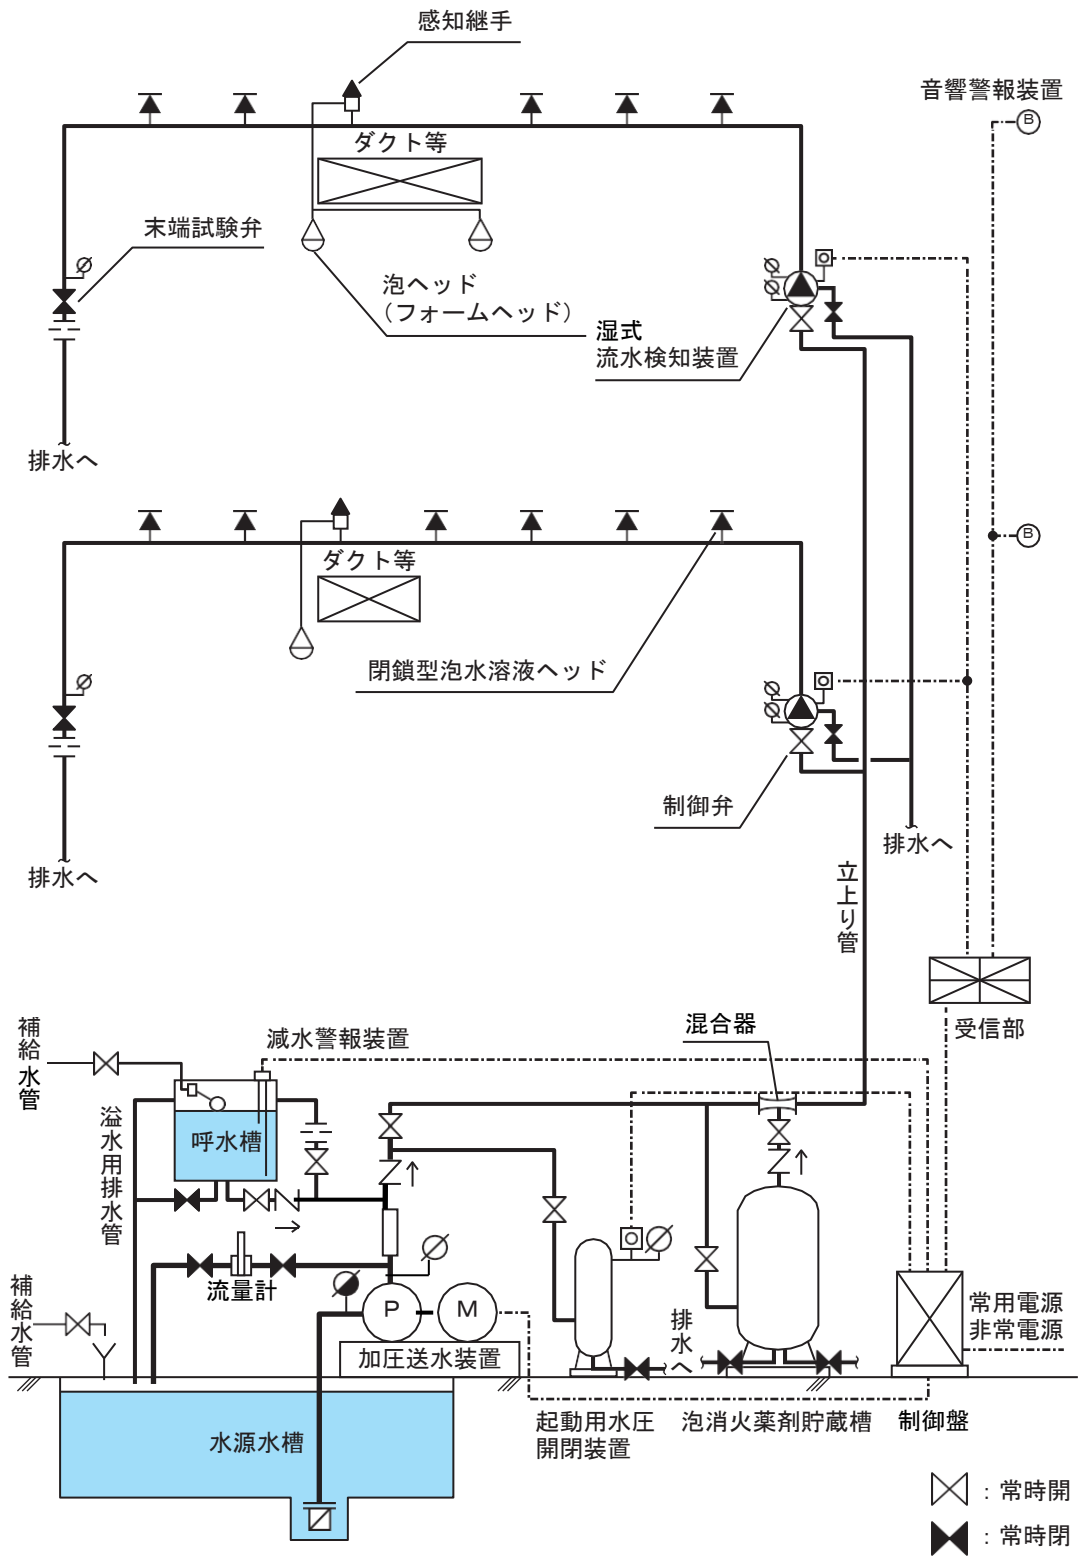 感知継手
音響警報装置
B
ダクト等
末端試験弁
泡ヘッド
（フォームヘッド）
湿式
流水検知装置
排水へ
B
ダクト等
閉鎖型泡水溶液ヘッド
制御弁
排水へ
排水へ
立上り管
受信部
混合器
減水警報装置
補給水管
呼水槽
溢水用排水管
流量計
補給水管
P
M
加圧送水装置
排水へ
常用電源
非常電源
水源水槽
起動用水圧
開閉装置
泡消火薬剤貯蔵槽
制御盤
：常時開
：常時閉